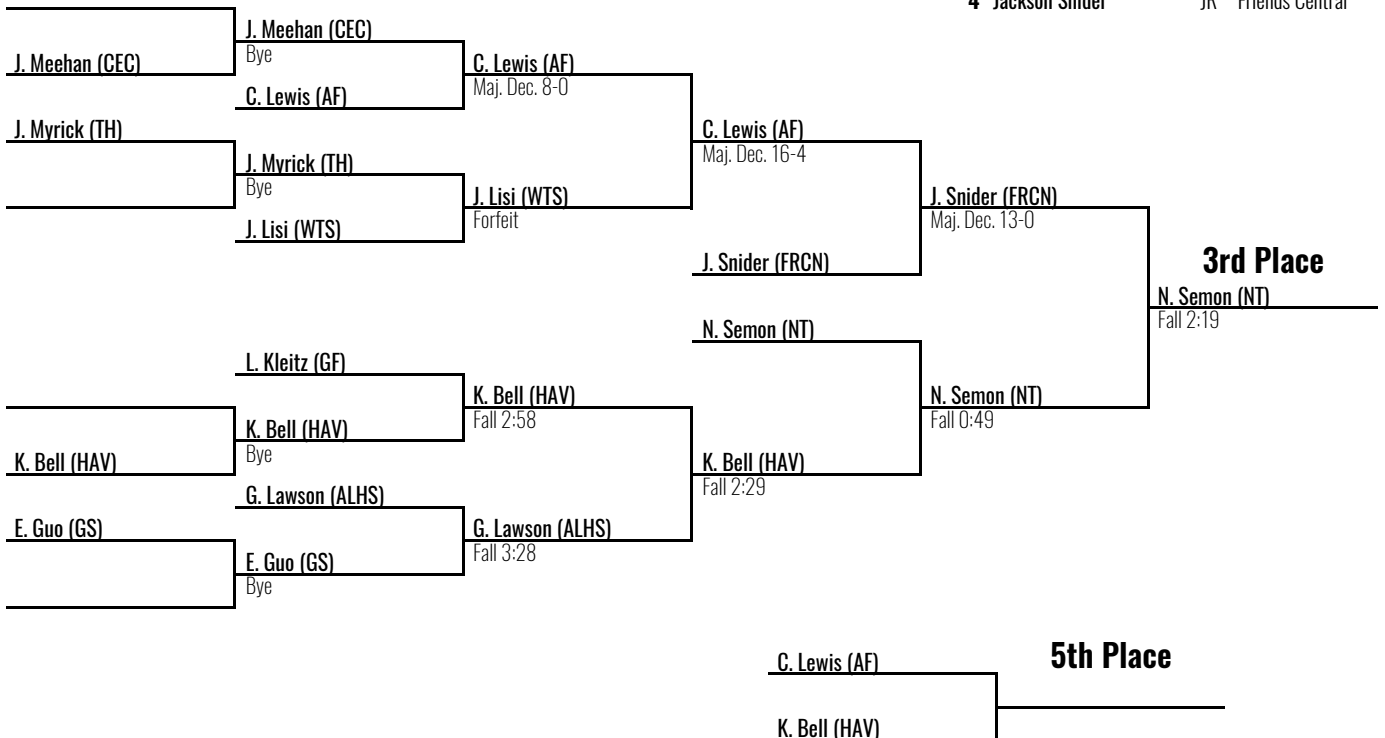 4 Jackson Snider JR Friends Central
J. Meehan (CEC)
Bye
J. Meehan (CEC)
C. Lewis (AF)
Maj. Dec. 8-0
C. Lewis (AF)
J. Myrick (TH)
C. Lewis (AF)
Maj. Dec. 16-4
J. Myrick (TH)
Bye
J. Lisi (WTS)
Forfeit
J. Snider (FRCN)
Maj. Dec. 13-0
J. Lisi (WTS)
J. Snider (FRCN)
3rd Place
N. Semon (NT)
Fall 2:19
N. Semon (NT)
L. Kleitz (GF)
K. Bell (HAV)
Fall 2:58
N. Semon (NT)
Fall 0:49
K. Bell (HAV)
Bye
K. Bell (HAV)
K. Bell (HAV)
Fall 2:29
G. Lawson (ALHS)
E. Guo (GS)
G. Lawson (ALHS)
Fall 3:28
E. Guo (GS)
Bye
5th Place
C. Lewis (AF)
K. Bell (HAV)